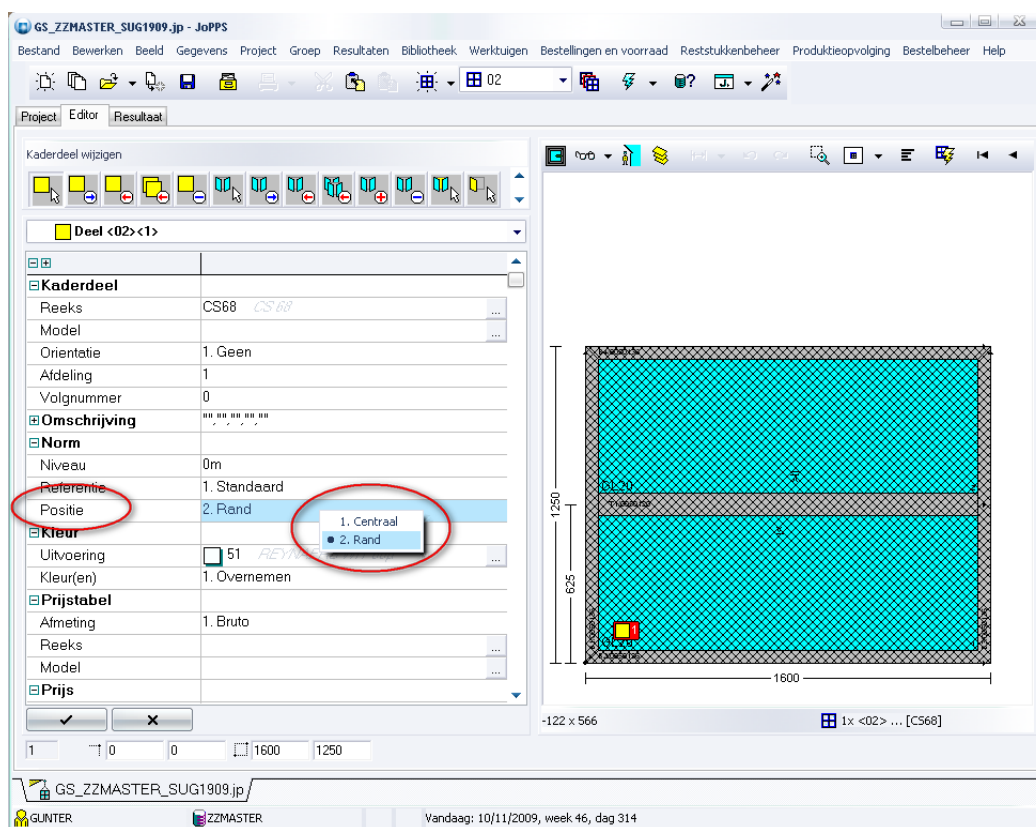 GS_ZZMASTER_SUG1909.jp - JoPPS
Bestand Bewerken Beeld Gegevens Project Groep Resultaten Bibliotheek Werktuigen Bestellingen en voorraad Reststukkenbeheer Produktieopvolging Bestelbeheer Help
02
Project Editor Resultaat
Kaderdeel wijzigen
Deel <02><1>
Kaderdeel
Reeks CS68 CS 68 ...
Model ...
Orientatie 1. Geen
Afdeling 1
Volgnummer 0
Omschrijving "", "", "", "", ""
Norm
Niveau 0m
Referentie 1. Standaard
Positie 2. Rand
1. Centraal
2. Rand
Kleur
Uitvoering 51 ...
Kleur(en) 1. Overnemen
Prijstabel
Afmeting 1. Bruto
Reeks ...
Model ...
Prijs
1250
625
1600
GL20
GL20
1
-122 x 566
1x <02> ... [CS68]
1 0 0 1600 1250
GS_ZZMASTER_SUG1909.jp
GUNTER ZZMASTER Vandaag: 10/11/2009, week 46, dag 314